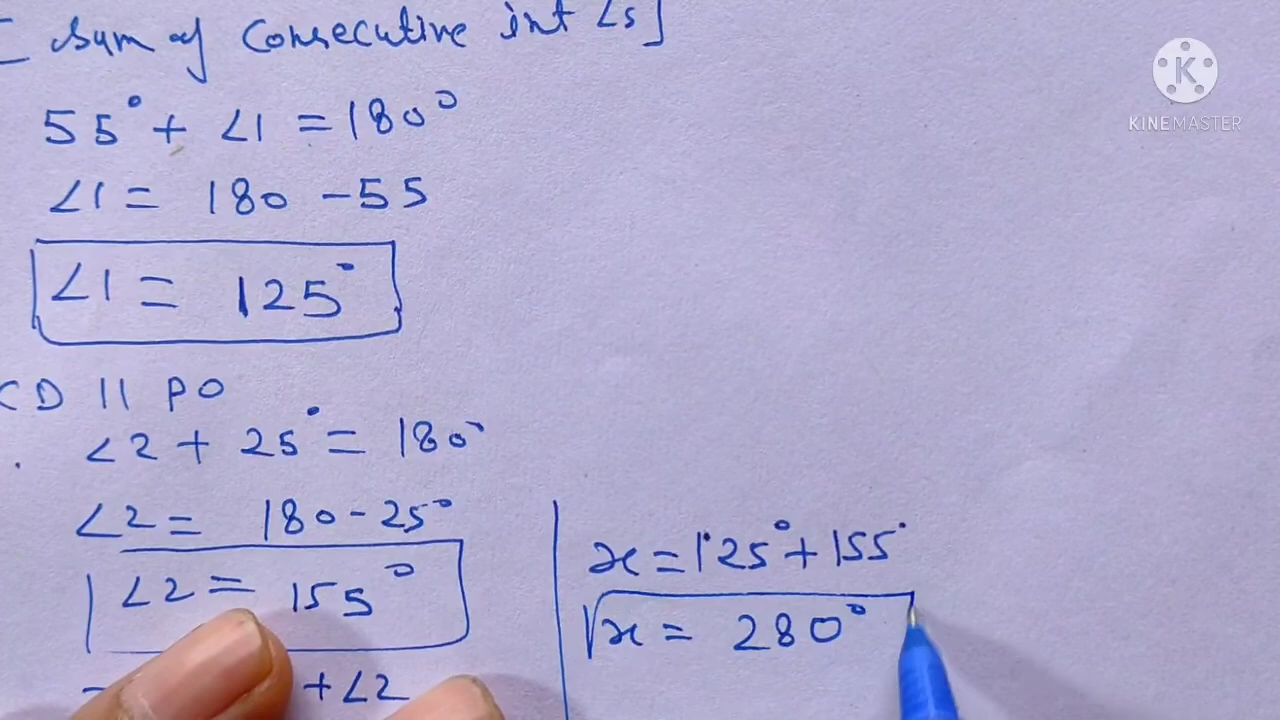 [ Sum of Consecutive int ∠s]
55° + ∠1 = 180°
∠1 = 180 - 55
∠1 = 125°
CD || PO
∠2 + 25° = 180°
∠2 = 180 - 25°
∠2 = 155°
+ ∠2
x = 125° + 155°
x = 280°
KINEMASTER